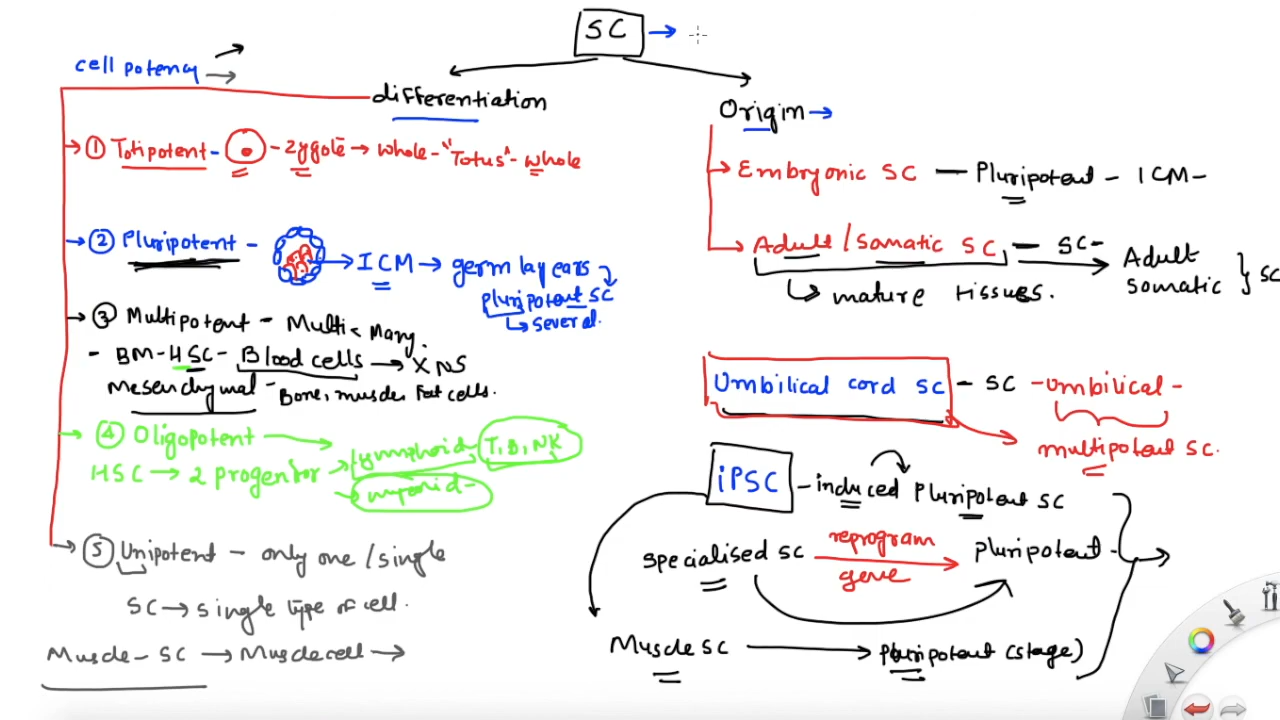 SC →
cell potency → →
differentiation
① Totipotent - - zygote → whole - "Totus" - whole
② Pluripotent -
→ ICM → germ layears
pluripotent SC
↳ several.
③ Multipotent - Multi < Many.
- BM - HSC - Blood cells → X NS
Mesenchymal - Bone, muscle, Fat cells.
④ Oligopotent →
HSC → 2 progenitor → lymphoid - T, B, NK
→ myeloid -
⑤ Unipotent - only one / single
SC → single type of cell.
Muscle - SC → Muscle cell →
Origin →
→ Embryonic SC - Pluripotent - ICM -
→ Adult / Somatic SC - SC -
Adult
somatic } SC
↳ mature tissues.
Umbilical cord SC - SC - umbilical -
multipotent SC.
iPSC - induced Pluripotent SC
specialised SC reprogram pluripotent -
gene
Muscle SC → pluripotent (stage)